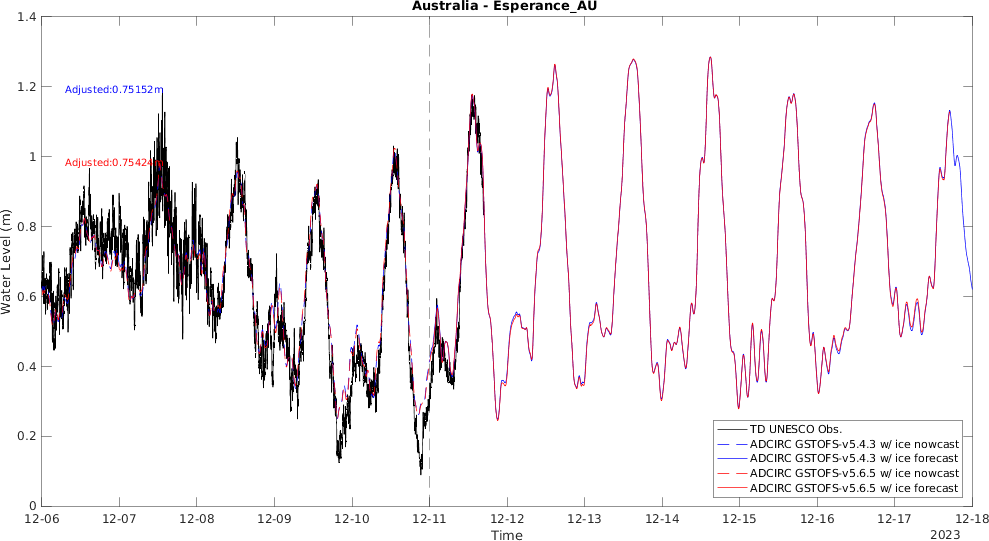 Australia - Esperance_AU
Water Level (m)
1.4
1.2
1
0.8
0.6
0.4
0.2
0
Adjusted:0.75152m
Adjusted:0.75424m
TD UNESCO Obs.
ADCIRC GSTOFS-v5.4.3 w/ ice nowcast
ADCIRC GSTOFS-v5.4.3 w/ ice forecast
ADCIRC GSTOFS-v5.6.5 w/ ice nowcast
ADCIRC GSTOFS-v5.6.5 w/ ice forecast
12-06 12-07 12-08 12-09 12-10 12-11 12-12 12-13 12-14 12-15 12-16 12-17 12-18
Time
2023